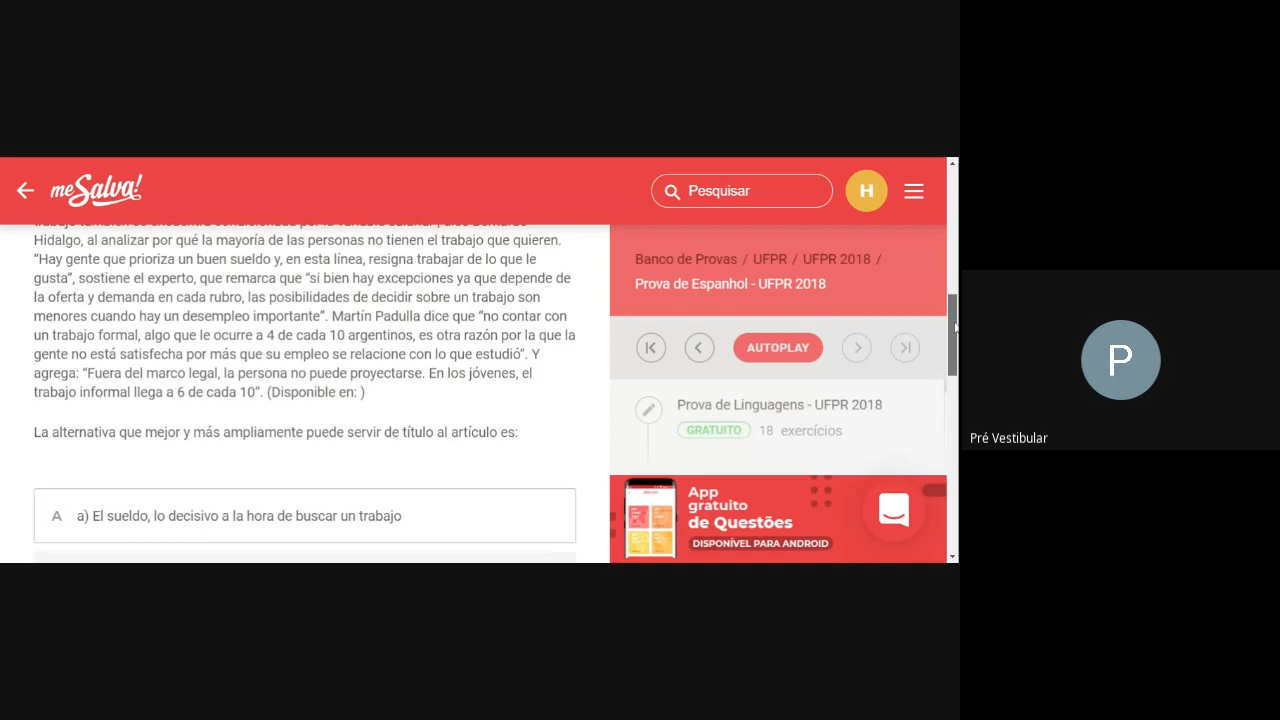 me Salva!
Pesquisar
H
Hidalgo, al analizar por qué la mayoría de las personas no tienen el trabajo que quieren.
“Hay gente que prioriza un buen sueldo y, en esta línea, resigna trabajar de lo que le
gusta”, sostiene el experto, que remarca que “si bien hay excepciones ya que depende de
la oferta y demanda en cada rubro, las posibilidades de decidir sobre un trabajo son
menores cuando hay un desempleo importante”. Martín Padulla dice que “no contar con
un trabajo formal, algo que le ocurre a 4 de cada 10 argentinos, es otra razón por la que la
gente no está satisfecha por más que su empleo se relacione con lo que estudió”. Y
agrega: “Fuera del marco legal, la persona no puede proyectarse. En los jóvenes, el
trabajo informal llega a 6 de cada 10”. (Disponible en: )
La alternativa que mejor y más ampliamente puede servir de título al artículo es:
A a) El sueldo, lo decisivo a la hora de buscar un trabajo
Banco de Provas / UFPR / UFPR 2018 /
Prova de Espanhol - UFPR 2018
AUTOPLAY
Prova de Linguagens - UFPR 2018
GRATUITO 18 exercícios
App
gratuito
de Questões
DISPONÍVEL PARA ANDROID
P
Pré Vestibular